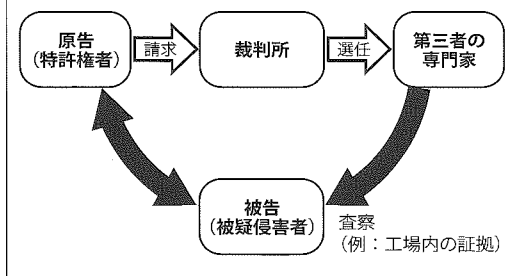 原告
(特許権者)
請求
裁判所
選任
第三者の
専門家
被告
(被疑侵害者)
査察
(例：工場内の証拠)